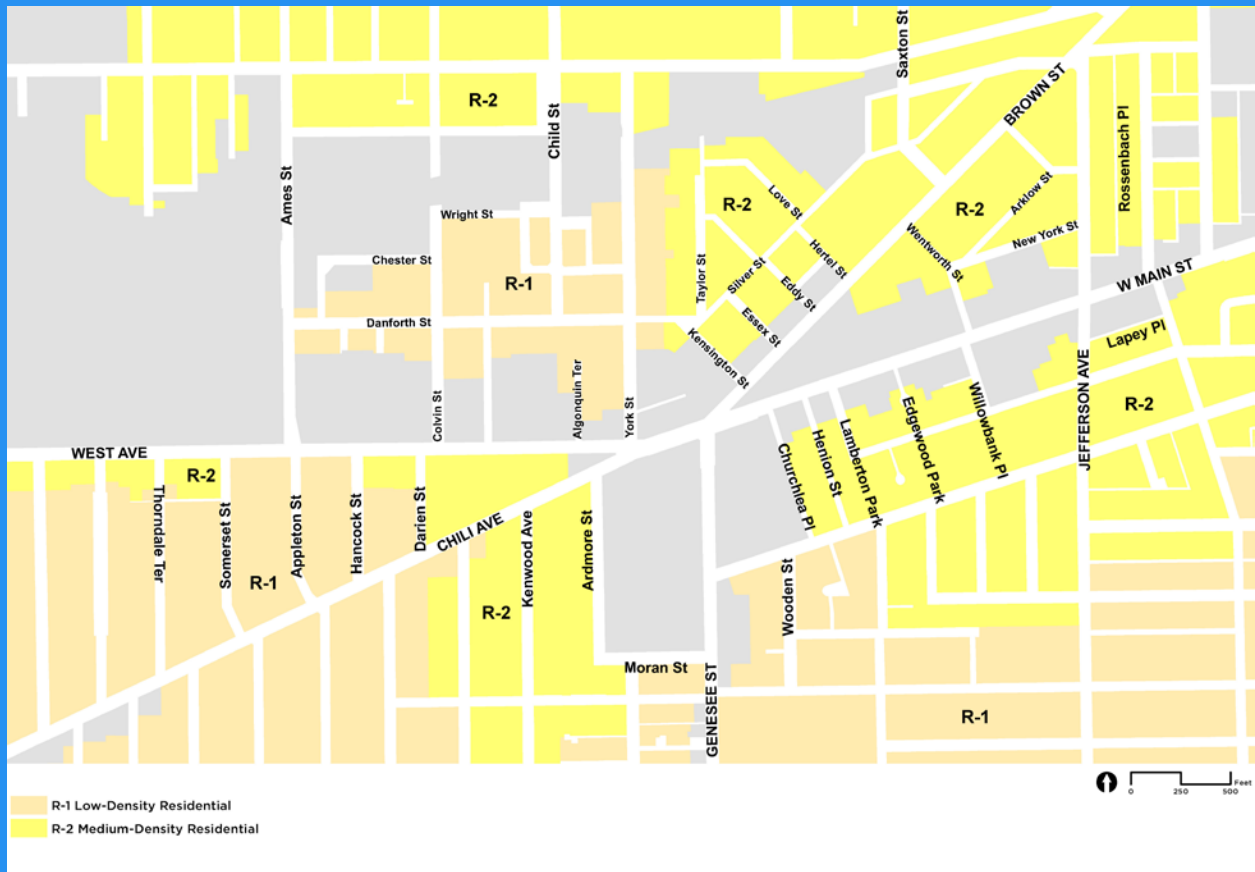 Saxton St
BROWN ST
R-2
Child St
Rossenbach Pl
Ames St
Love St
Arklow St
R-2
R-2
Wright St
Hertel St
Wentworth St
New York St
Chester St
Taylor St
Silver St
W MAIN ST
R-1
Eddy St
Danforth St
Essex St
Lapey Pl
Kensington St
Algonquin Ter
Colvin St
York St
JEFFERSON AVE
Willowbank Pl
Edgewood Park
R-2
Lamberton Park
Henion St
Churchlea Pl
WEST AVE
R-2
Thorndale Ter
Somerset St
Appleton St
Hancock St
Darien St
CHILI AVE
Kenwood Ave
Ardmore St
R-1
R-2
Wooden St
Moran St
GENESEE ST
R-1
Feet
0 250 500
R-1 Low-Density Residential
R-2 Medium-Density Residential